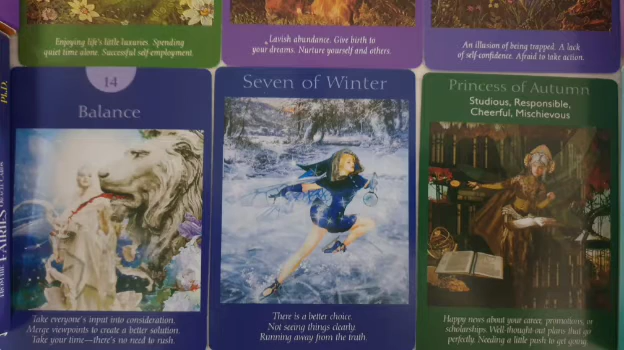 Enjoying life's little luxuries. Spending
quiet time alone. Successful self-employment.
Lavish abundance. Give birth to
your dreams. Nurture yourself and others.
An illusion of being trapped. A lack
of self-confidence. Afraid to take action.
14
Balance
Take everyone's input into consideration.
Merge viewpoints to create a better solution.
Take your time—there's no need to rush.
Seven of Winter
There is a better choice.
Not seeing things clearly.
Running away from the truth.
Princess of Autumn
Studious, Responsible,
Cheerful, Mischievous
Happy news about your career, promotions, or
scholarships. Well-thought-out plans that go
perfectly. Needing a little push to get going.
PH.D.
FAIRIES